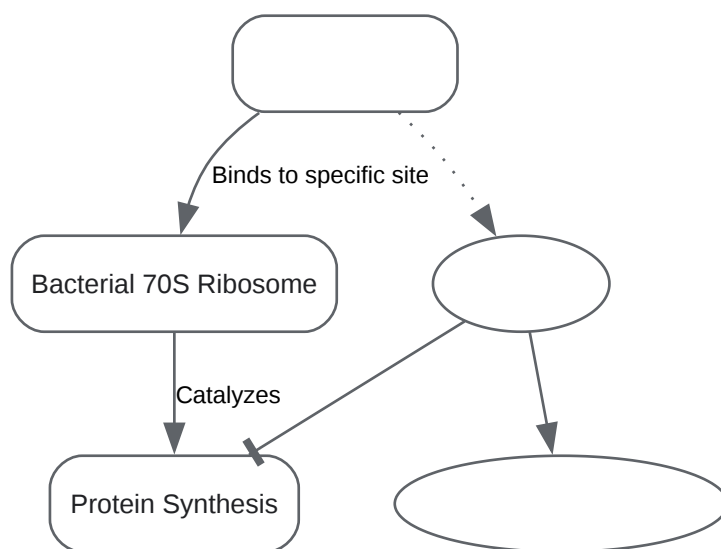 Binds to specific site
Bacterial 70S Ribosome
Catalyzes
Protein Synthesis